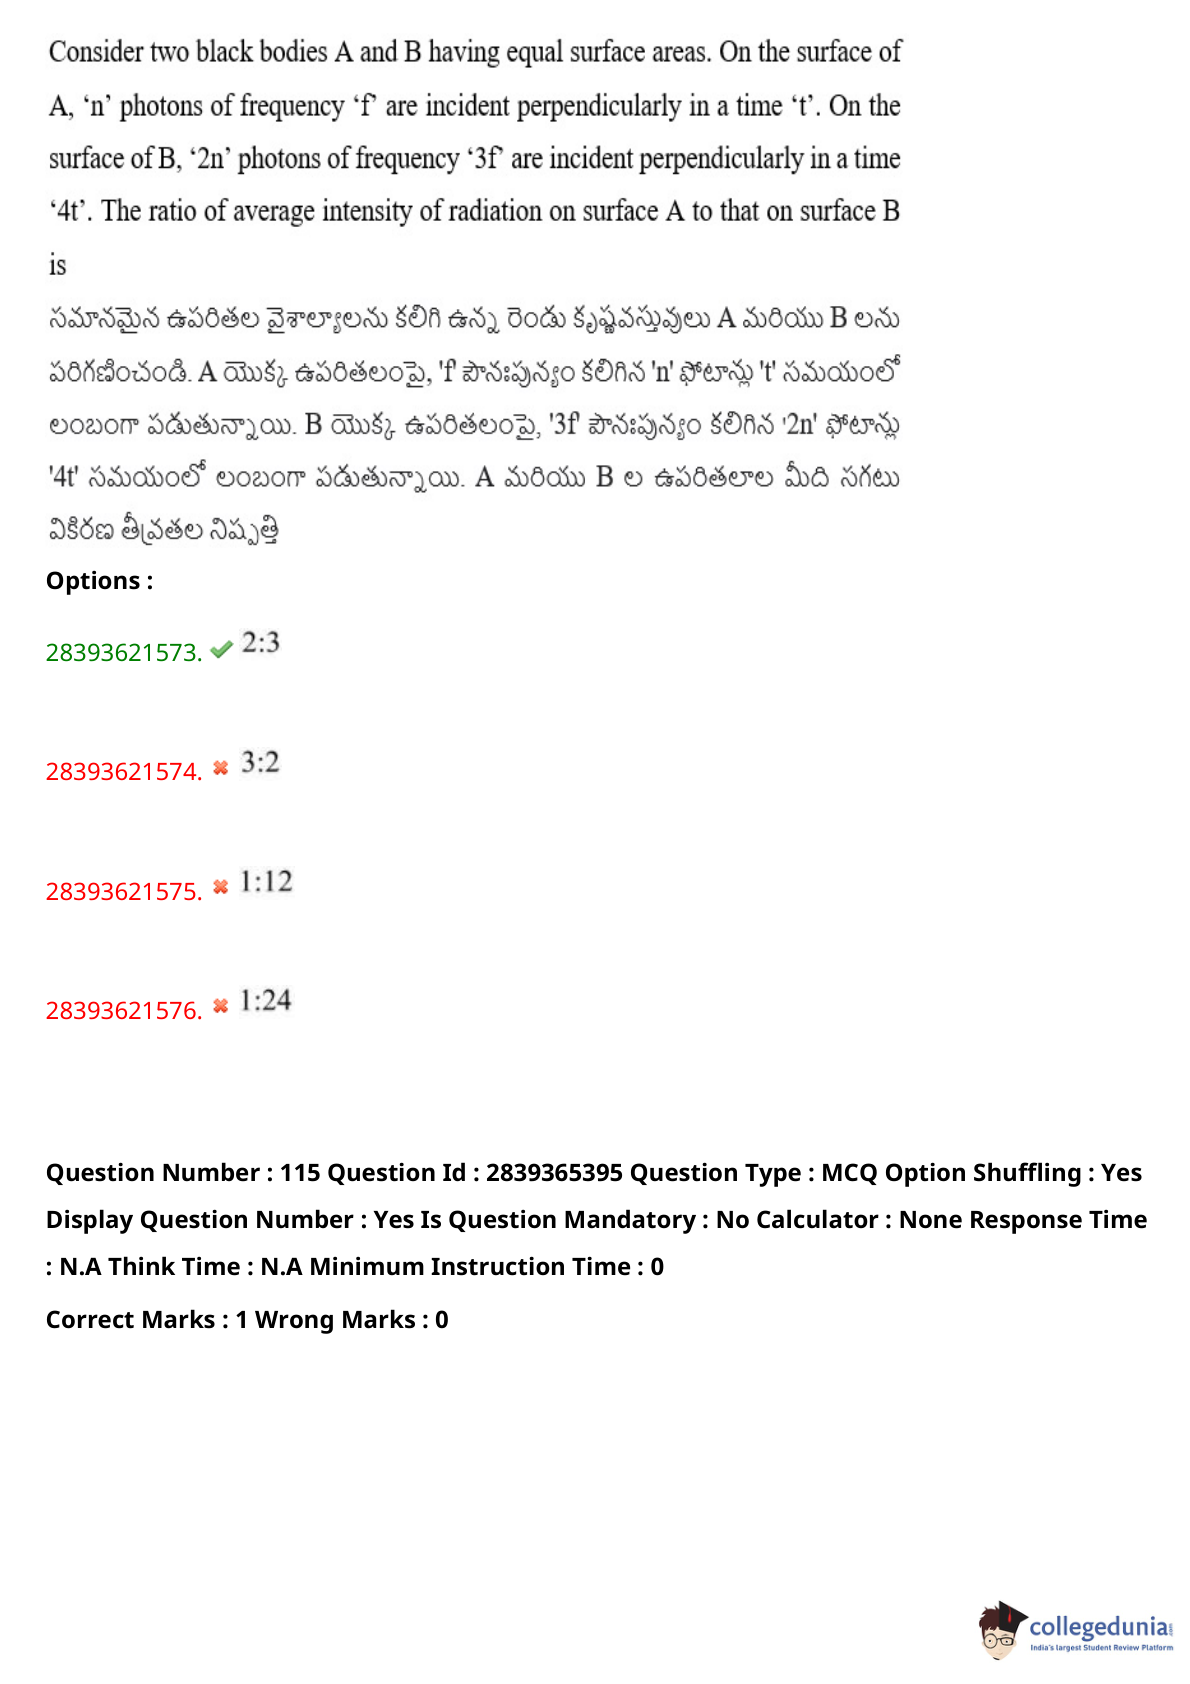 Consider two black bodies A and B having equal surface areas. On the surface of
A, ‘n’ photons of frequency ‘f’ are incident perpendicularly in a time ‘t’. On the
surface of B, ‘2n’ photons of frequency ‘3f’ are incident perpendicularly in a time
‘4t’. The ratio of average intensity of radiation on surface A to that on surface B
is
సమానమైన ఉపరితల వైశాల్యాలను కలిగి ఉన్న రెండు కృష్ణవస్తువులు A మరియు B లను
పరిగణించండి. A యొక్క ఉపరితలంపై, 'f' పౌనఃపున్యం కలిగిన 'n' ఫోటాన్లు 't' సమయంలో
లంబంగా పడుతున్నాయి. B యొక్క ఉపరితలంపై, '3f' పౌనఃపున్యం కలిగిన '2n' ఫోటాన్లు
'4t' సమయంలో లంబంగా పడుతున్నాయి. A మరియు B ల ఉపరితలాల మీది సగటు
వికిరణ తీవ్రతల నిష్పత్తి
Options :
28393621573. 2:3
28393621574. 3:2
28393621575. 1:12
28393621576. 1:24
Question Number : 115 Question Id : 2839365395 Question Type : MCQ Option Shuffling : Yes
Display Question Number : Yes Is Question Mandatory : No Calculator : None Response Time
: N.A Think Time : N.A Minimum Instruction Time : 0
Correct Marks : 1 Wrong Marks : 0
collegedunia
India's largest Student Review Platform